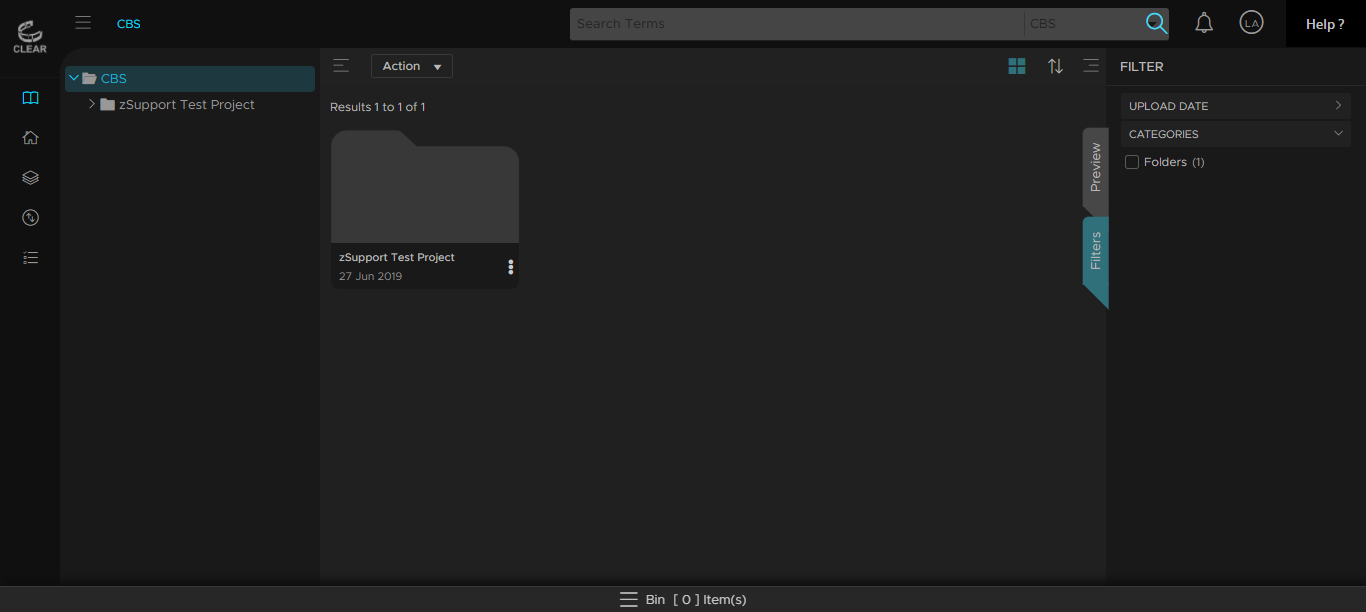 CLEAR
CBS
Search Terms
CBS
LA
Help ?
CBS
zSupport Test Project
Action
Results 1 to 1 of 1
zSupport Test Project
27 Jun 2019
Preview
Filters
FILTER
UPLOAD DATE
CATEGORIES
Folders (1)
Bin [ 0 ] Item(s)